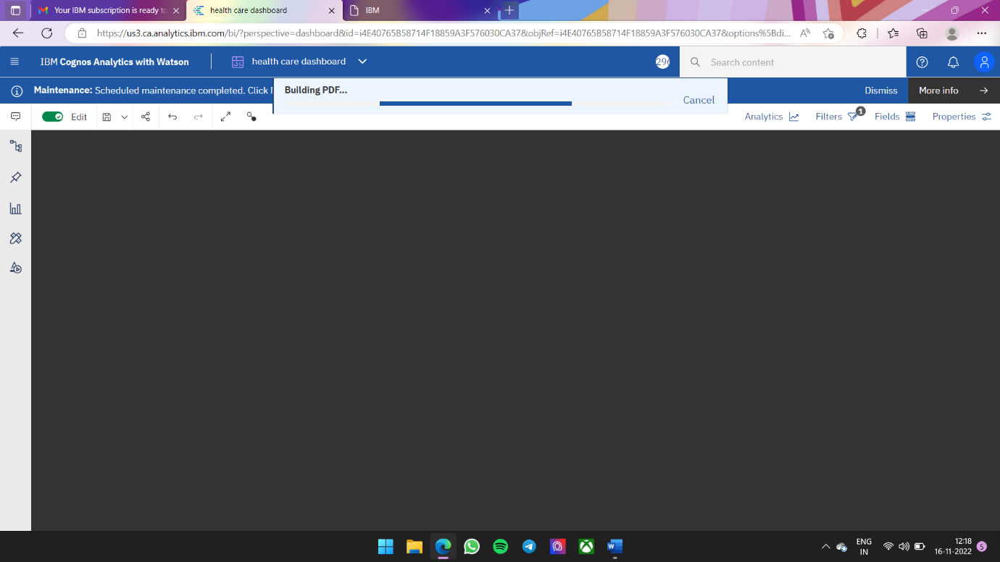 Your IBM subscription is ready to
health care dashboard
IBM
https://us3.ca.analytics.ibm.com/bi/?perspective=dashboard&id=i4E40765B58714F18859A3F576030CA37&objRef=i4E40765B58714F18859A3F576030CA37&options%5Bdi...
IBM Cognos Analytics with Watson
health care dashboard
296
Search content
Maintenance: Scheduled maintenance completed. Click
Building PDF...
Cancel
Dismiss
More info
Edit
Analytics
Filters
1
Fields
Properties
ENG
IN
12:18
16-11-2022
5